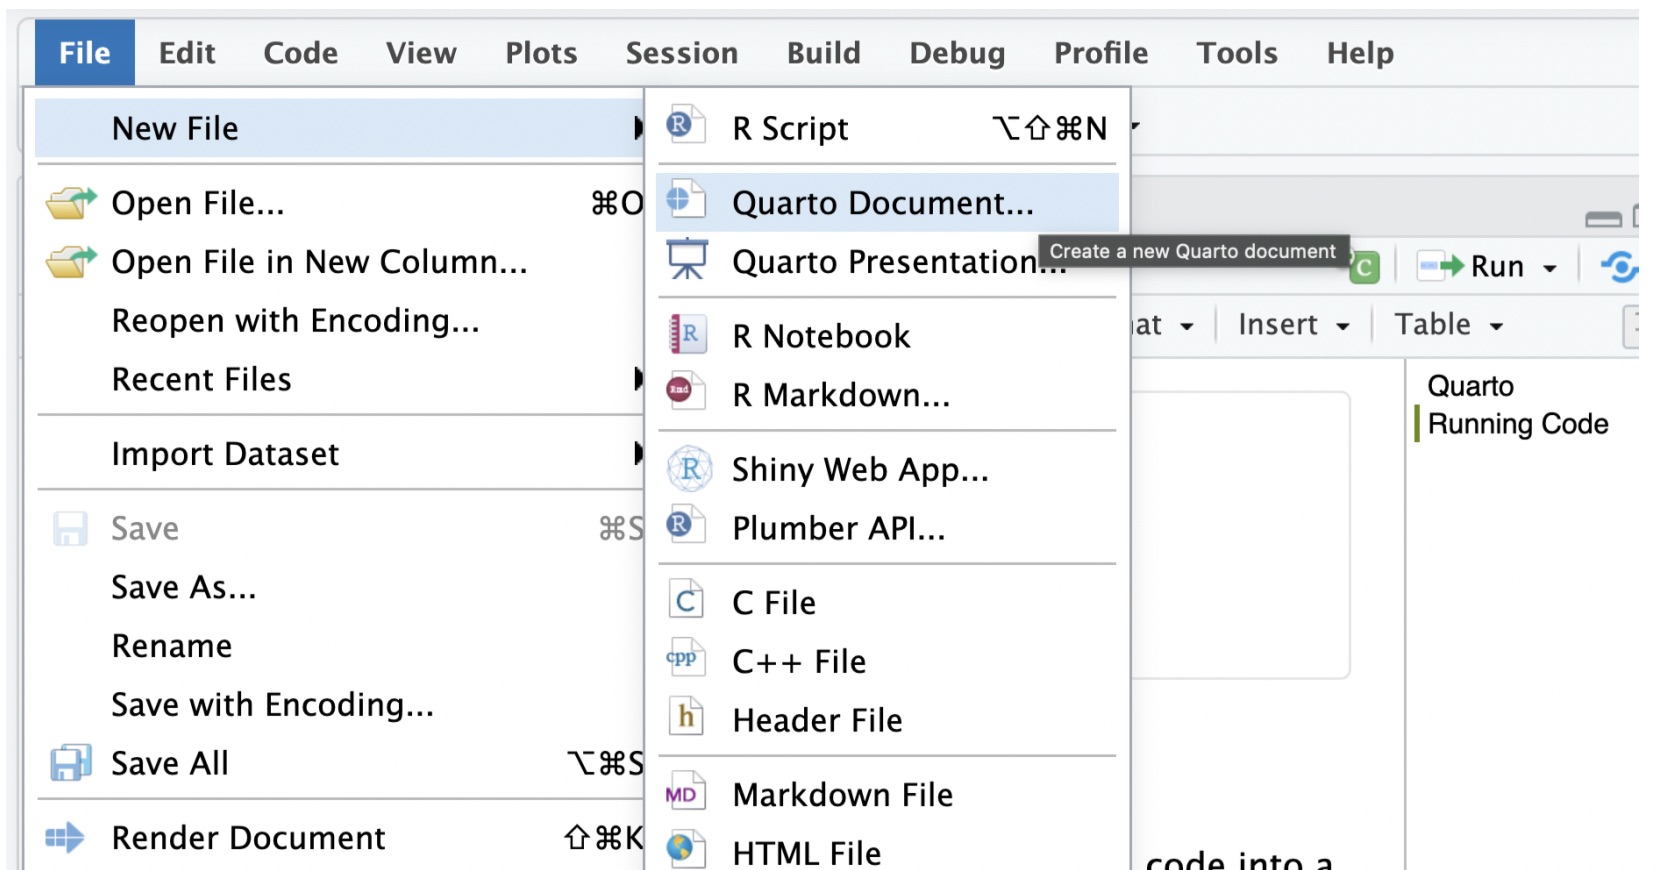 File Edit Code View Plots Session Build Debug Profile Tools Help
New File
Open File... ⌘O
Open File in New Column...
Reopen with Encoding...
Recent Files
Import Dataset
Save ⌘S
Save As...
Rename
Save with Encoding...
Save All ⌥⌘S
Render Document ⇧⌘K
R R Script ⌥⇧⌘N
Quarto Document...
Quarto Presentation...
Create a new Quarto document
R R Notebook
Rmd R Markdown...
R Shiny Web App...
R Plumber API...
C C File
cpp C++ File
h Header File
MD Markdown File
HTML File
C Run
Insert Table
Quarto
Running Code
code into a